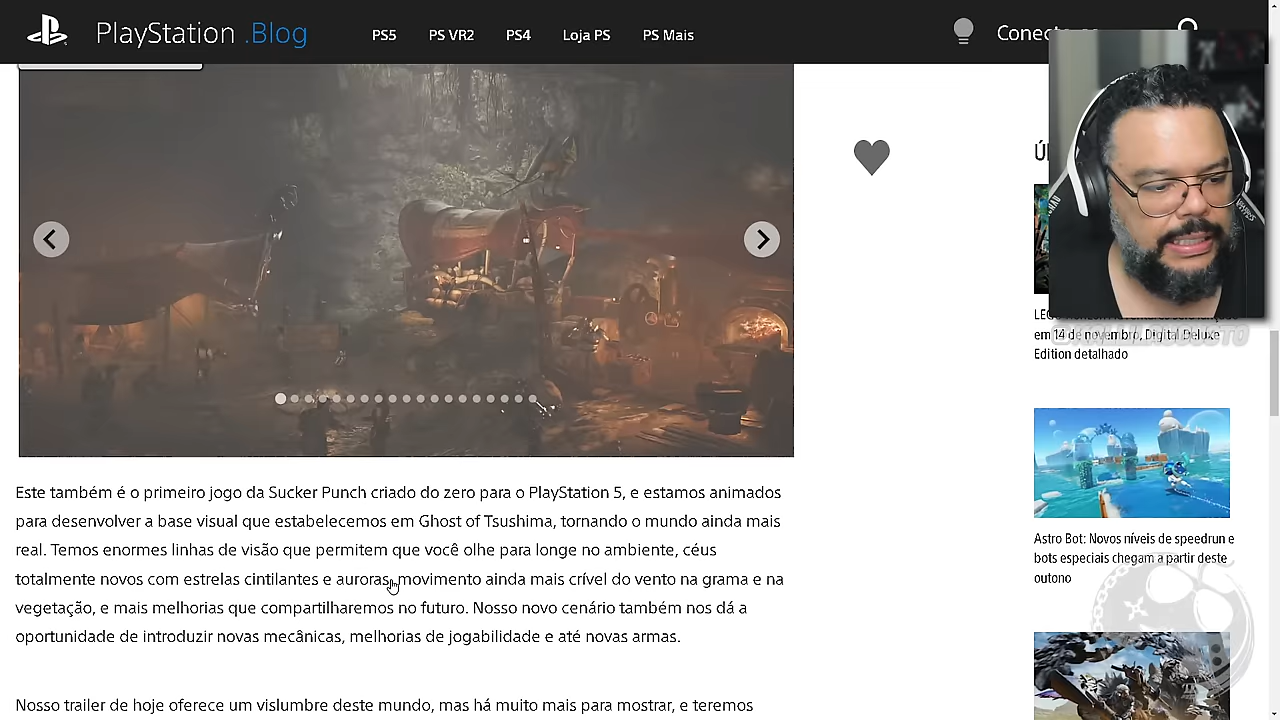 PlayStation .Blog
PS5 PS VR2 PS4 Loja PS PS Mais
Este também é o primeiro jogo da Sucker Punch criado do zero para o PlayStation 5, e estamos animados
para desenvolver a base visual que estabelecemos em Ghost of Tsushima, tornando o mundo ainda mais
real. Temos enormes linhas de visão que permitem que você olhe para longe no ambiente, céus
totalmente novos com estrelas cintilantes e auroras, movimento ainda mais crível do vento na grama e na
vegetação, e mais melhorias que compartilharemos no futuro. Nosso novo cenário também nos dá a
oportunidade de introduzir novas mecânicas, melhorias de jogabilidade e até novas armas.
Nosso trailer de hoje oferece um vislumbre deste mundo, mas há muito mais para mostrar, e teremos
em 14 de novembro, Digital Deluxe
Edition detalhado
Astro Bot: Novos níveis de speedrun e
bots especiais chegam a partir deste
outono